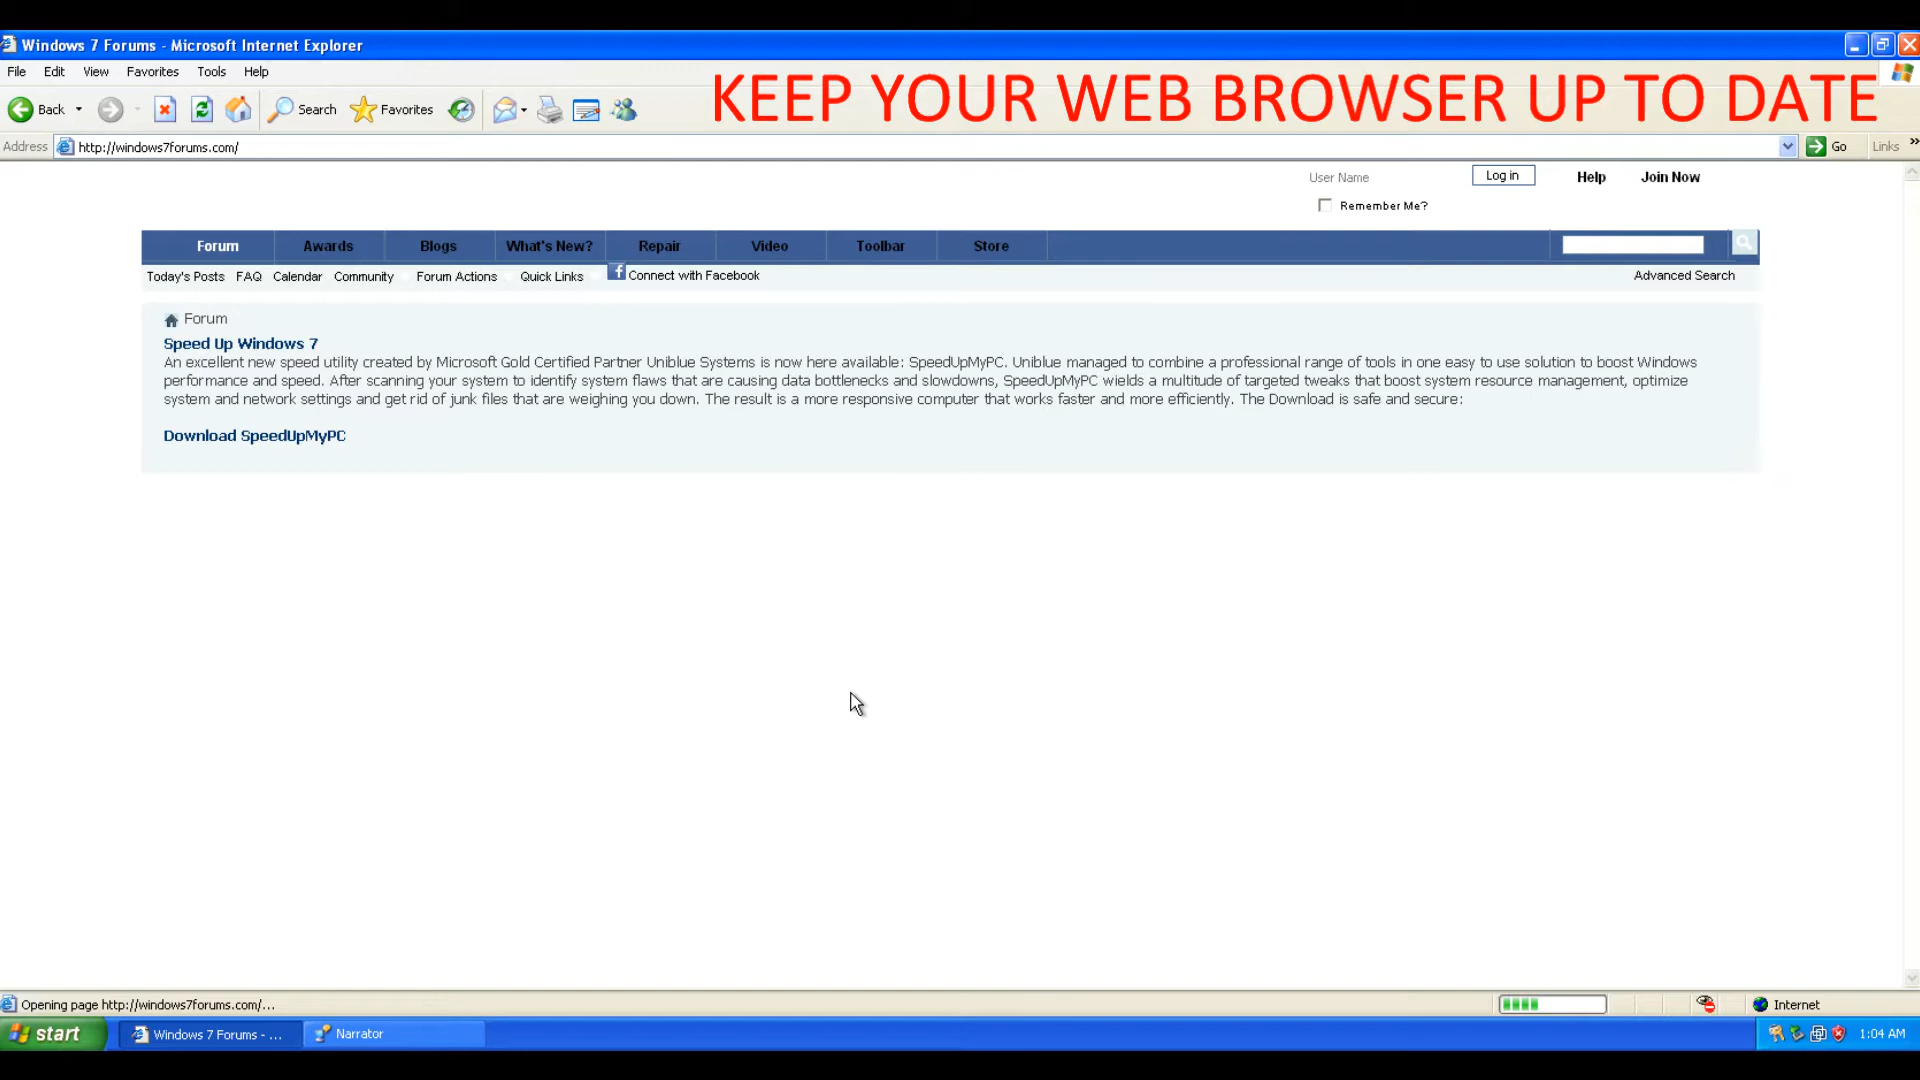 Windows 7 Forums - Microsoft Internet Explorer
File Edit View Favorites Tools Help
KEEP YOUR WEB BROWSER UP TO DATE
Back Search Favorites
Address http://windows7forums.com/ Go Links »
User Name Log in Help Join Now
Remember Me?
Forum Awards Blogs What's New? Repair Video Toolbar Store
Today's Posts FAQ Calendar Community Forum Actions Quick Links f Connect with Facebook Advanced Search
Forum
Speed Up Windows 7
An excellent new speed utility created by Microsoft Gold Certified Partner Uniblue Systems is now here available: SpeedUpMyPC. Uniblue managed to combine a professional range of tools in one easy to use solution to boost Windows
performance and speed. After scanning your system to identify system flaws that are causing data bottlenecks and slowdowns, SpeedUpMyPC wields a multitude of targeted tweaks that boost system resource management, optimize
system and network settings and get rid of junk files that are weighing you down. The result is a more responsive computer that works faster and more efficiently. The Download is safe and secure:
Download SpeedUpMyPC
Opening page http://windows7forums.com/... Internet
start Windows 7 Forums - ... Narrator 1:04 AM